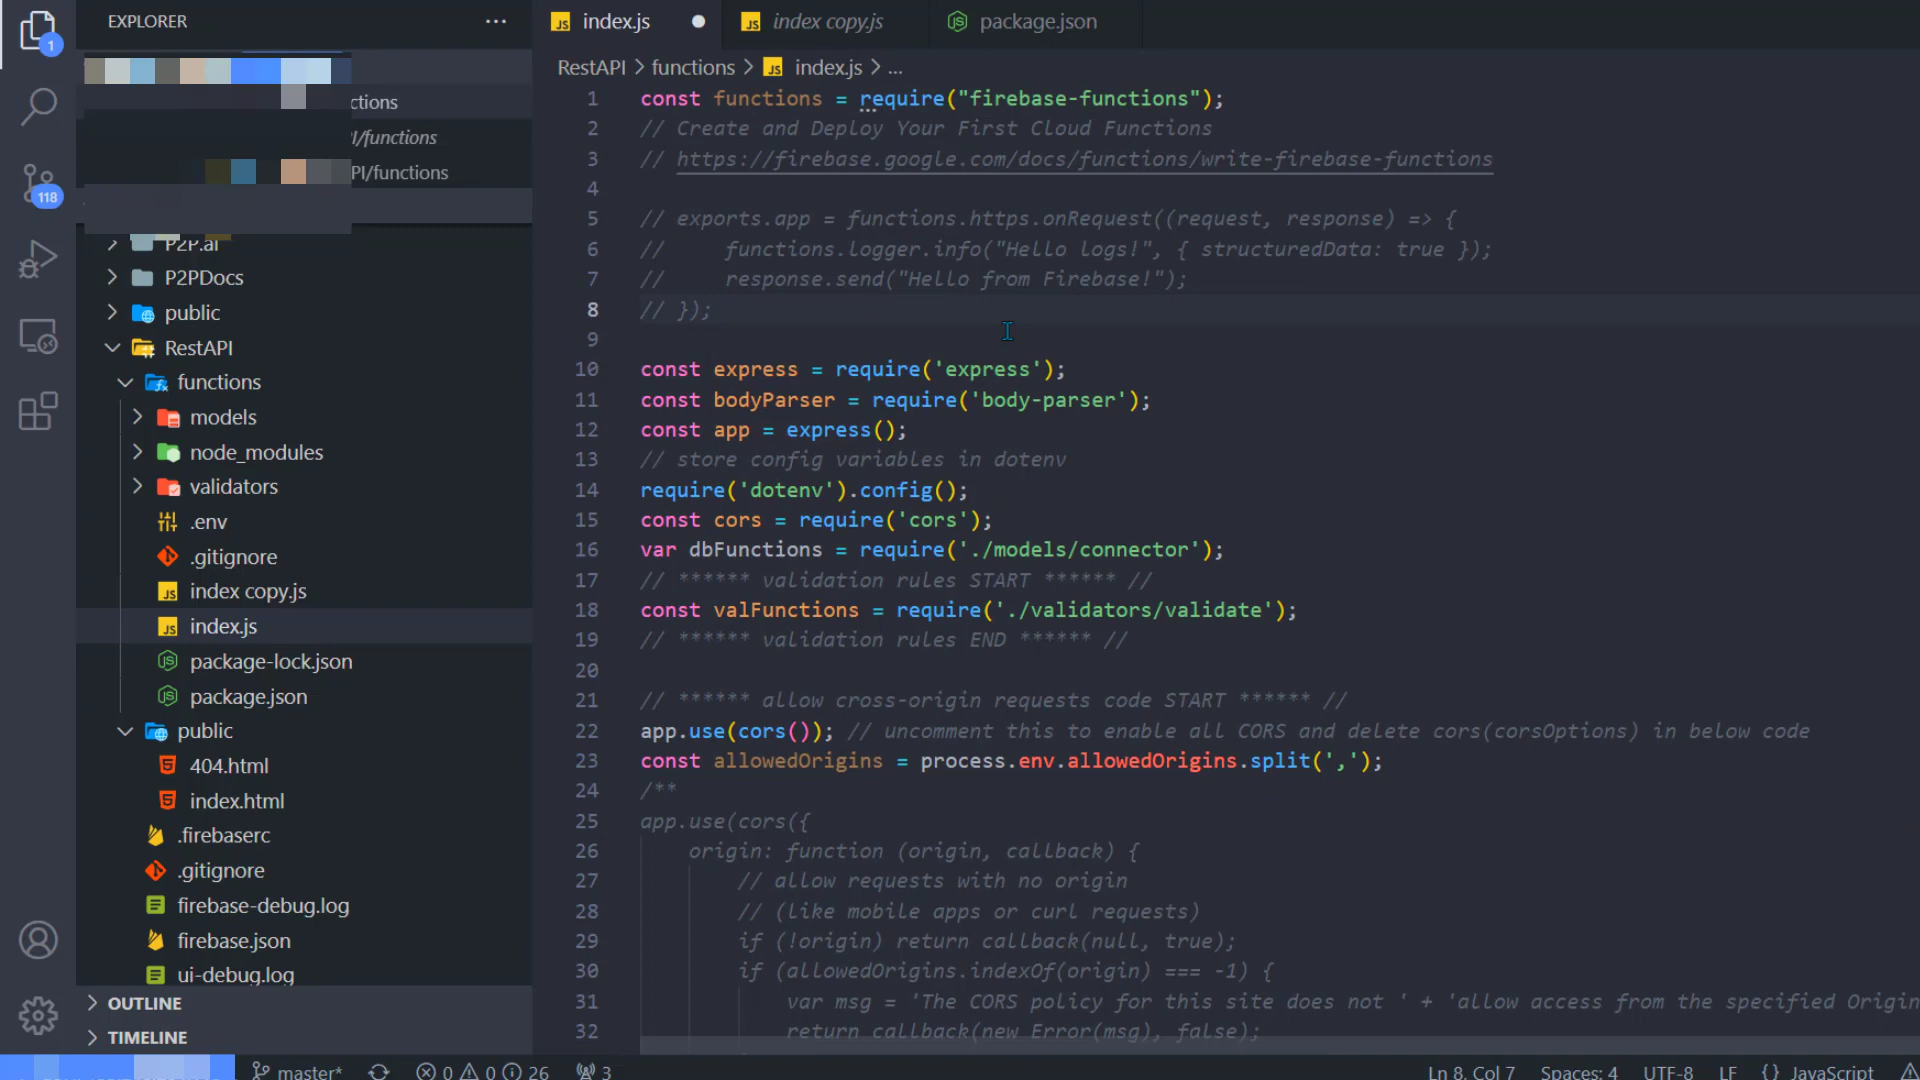 EXPLORER
1
118
ctions
I/functions
PI/functions
P2P.ai
P2PDocs
public
RestAPI
functions
models
node_modules
validators
.env
.gitignore
index copy.js
index.js
package-lock.json
package.json
public
404.html
index.html
.firebaserc
.gitignore
firebase-debug.log
firebase.json
ui-debug.log
OUTLINE
TIMELINE
index.js
index copy.js
package.json
RestAPI > functions > JS index.js > ...
1 const functions = require("firebase-functions");
2 // Create and Deploy Your First Cloud Functions
3 // https://firebase.google.com/docs/functions/write-firebase-functions
4
5 // exports.app = functions.https.onRequest((request, response) => {
6 //     functions.logger.info("Hello logs!", { structuredData: true });
7 //     response.send("Hello from Firebase!");
8 // });
9
10 const express = require('express');
11 const bodyParser = require('body-parser');
12 const app = express();
13 // store config variables in dotenv
14 require('dotenv').config();
15 const cors = require('cors');
16 var dbFunctions = require('./models/connector');
17 // ****** validation rules START ****** //
18 const valFunctions = require('./validators/validate');
19 // ****** validation rules END ****** //
20
21 // ****** allow cross-origin requests code START ****** //
22 app.use(cors()); // uncomment this to enable all CORS and delete cors(corsOptions) in below code
23 const allowedOrigins = process.env.allowedOrigins.split(',');
24 /**
25 app.use(cors({
26     origin: function (origin, callback) {
27         // allow requests with no origin
28         // (like mobile apps or curl requests)
29         if (!origin) return callback(null, true);
30         if (allowedOrigins.indexOf(origin) === -1) {
31             var msg = 'The CORS policy for this site does not ' + 'allow access from the specified Origin
32             return callback(new Error(msg), false);
master* 0 0 26 3 Ln 8, Col 7 Spaces: 4 UTF-8 LF {} JavaScript